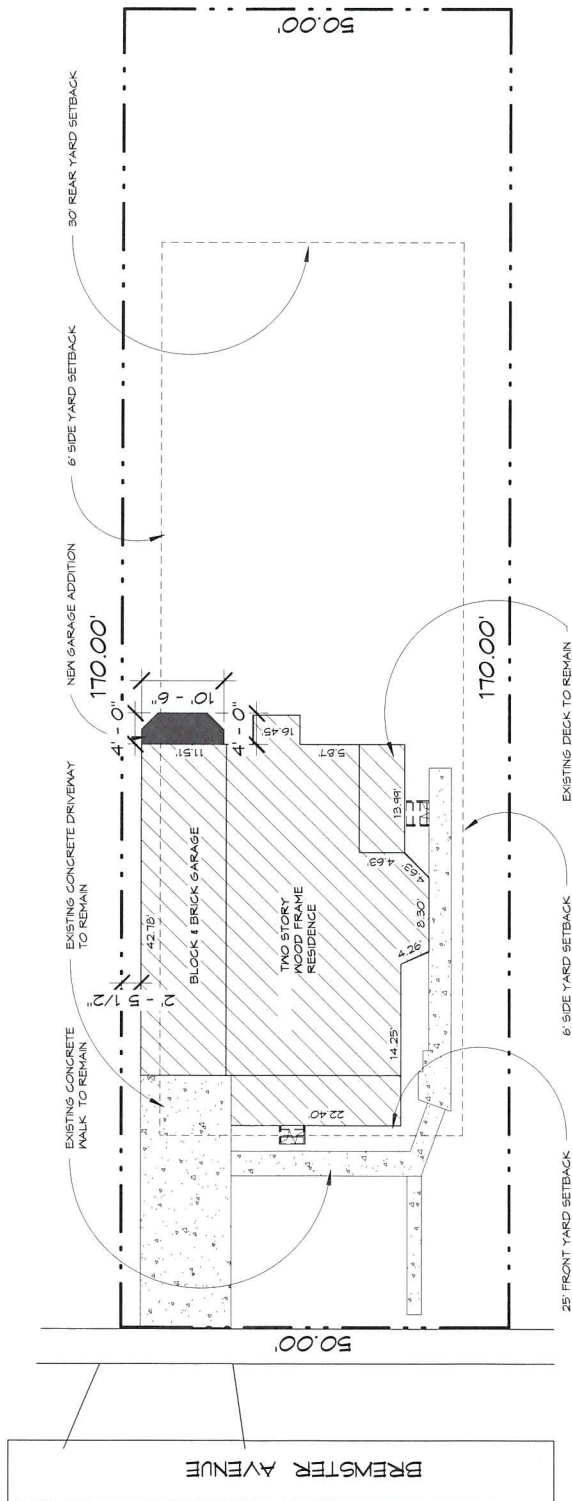 50.00'
30' REAR YARD SETBACK
6' SIDE YARD SETBACK
NEW GARAGE ADDITION
170.00'
EXISTING CONCRETE DRIVEWAY
TO REMAIN
EXISTING CONCRETE
WALK TO REMAIN
4' - 0"
10' - 6"
11.51'
4' - 0"
16.45'
5.87'
42.78'
2' - 5 1/2"
BLOCK & BRICK GARAGE
TWO STORY
WOOD FRAME
RESIDENCE
13.99'
4.63'
4.63'
8.30'
4.26'
14.25'
22.40'
170.00'
EXISTING DECK TO REMAIN
6' SIDE YARD SETBACK
25' FRONT YARD SETBACK
50.00'
BREWSTER AVENUE